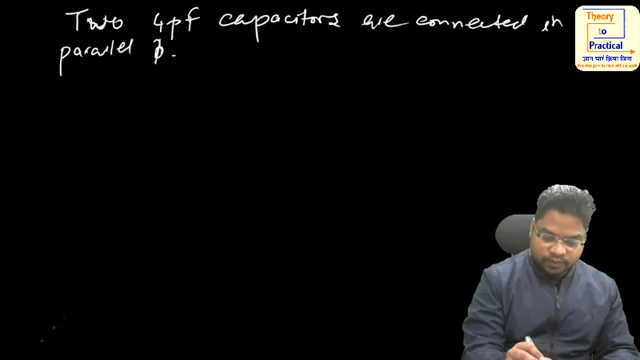 Two 4pf capacitors are connected in
parallel
Theory
to
Practical
ज्ञानं भारं क्रियां विना